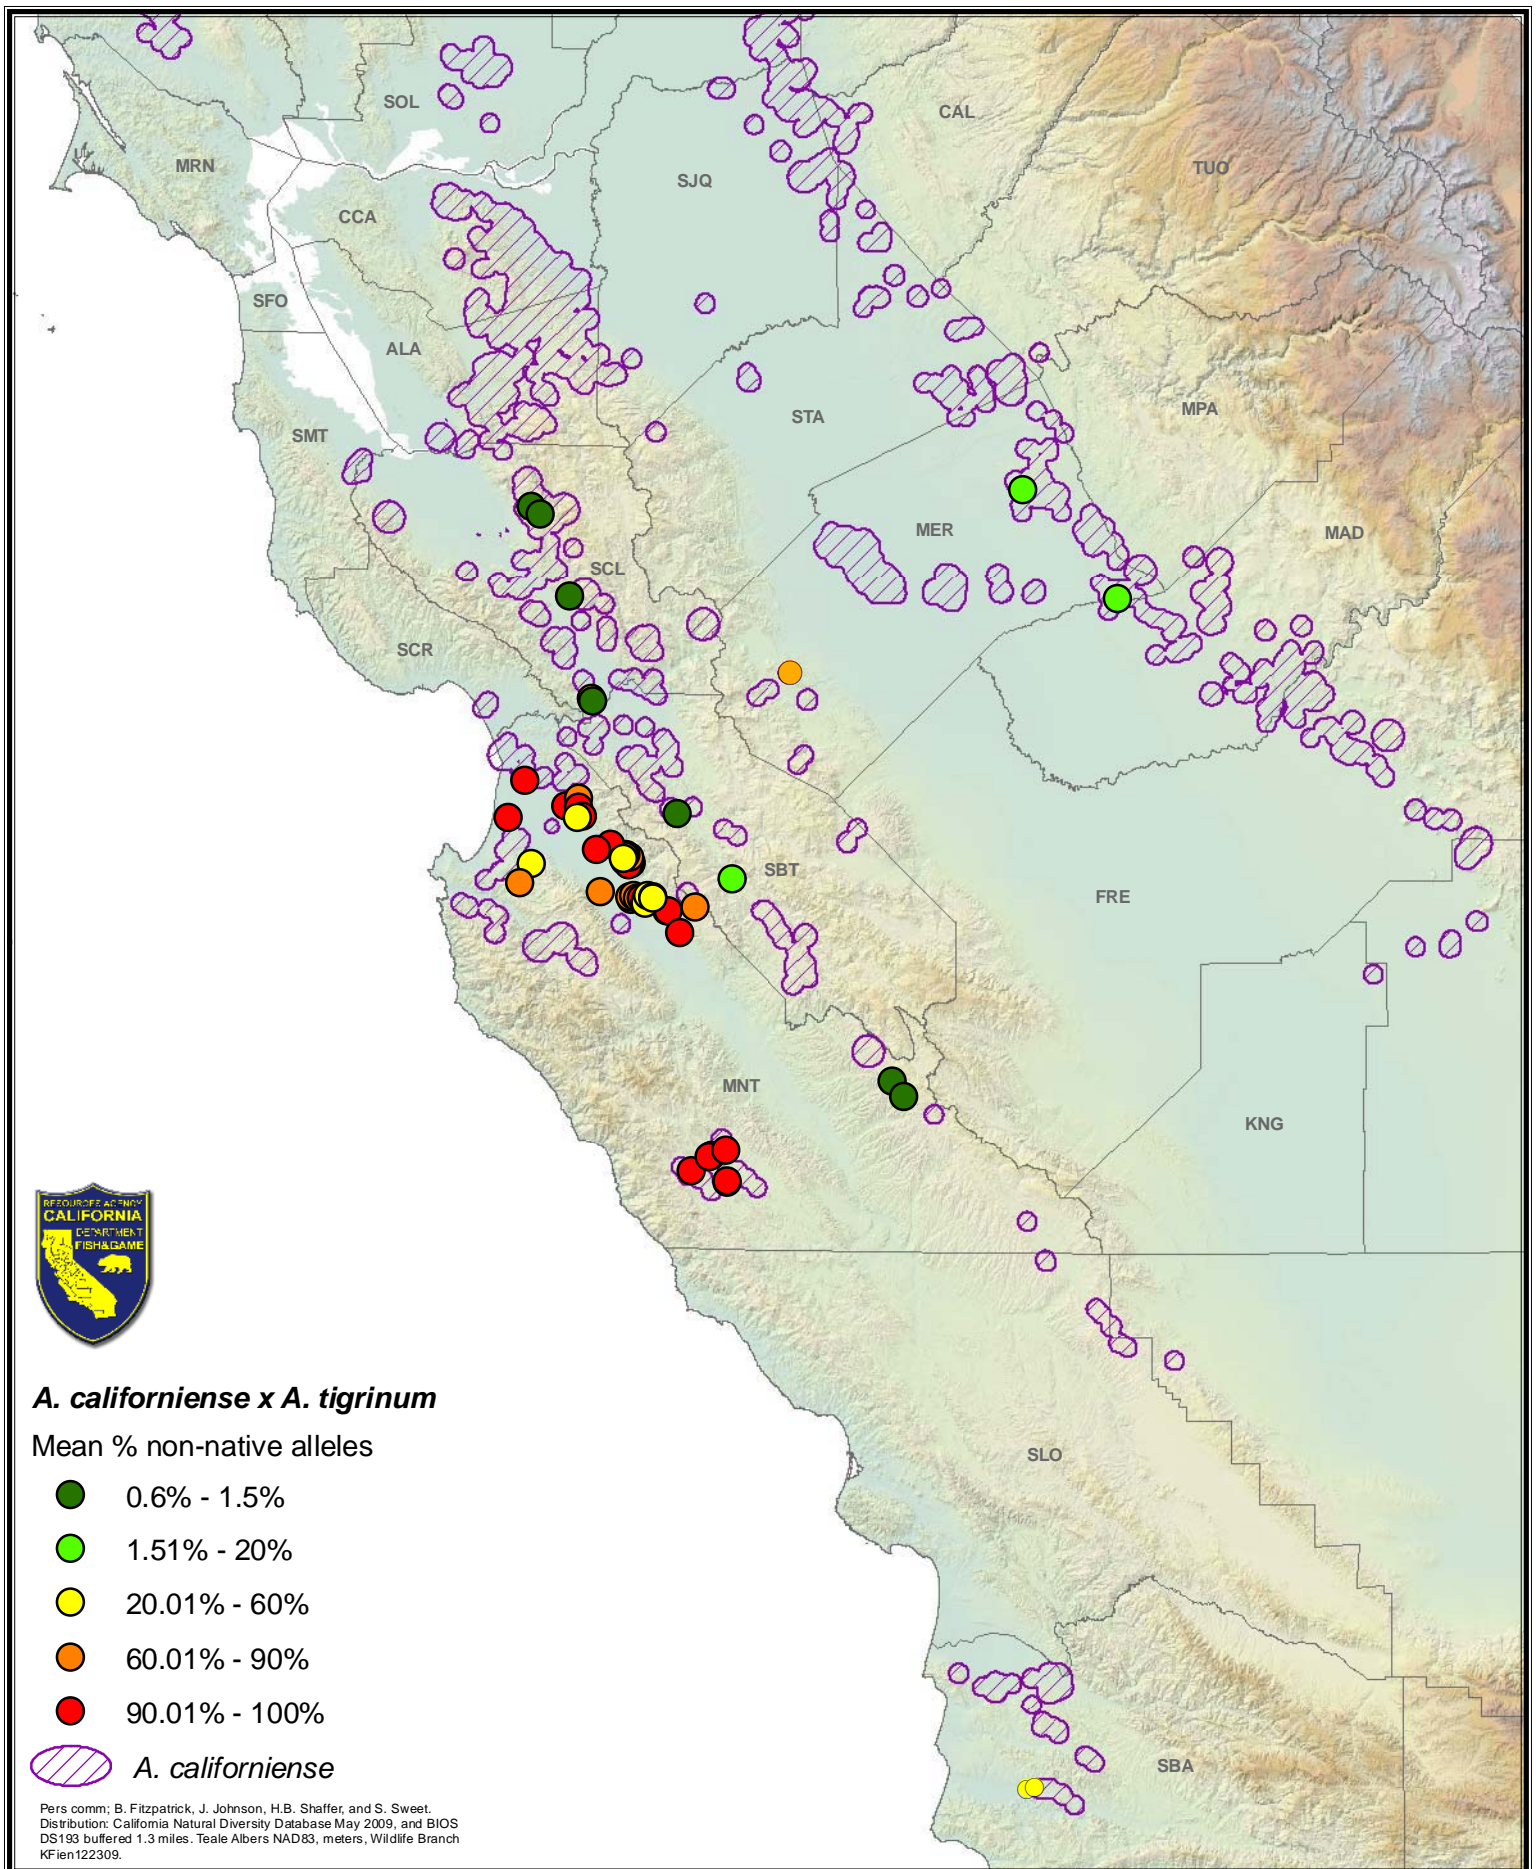 SOL
CAL
MRN
TUO
SJQ
CCA
SFO
ALA
STA
MPA
SMT
MER
MAD
SCL
SCR
SBT
FRE
MNT
KNG
RESOURCES AGENCY
CALIFORNIA
DEPARTMENT
FISH&GAME
A. californiense x A. tigrinum
Mean % non-native alleles
SLO
0.6% - 1.5%
1.51% - 20%
20.01% - 60%
60.01% - 90%
90.01% - 100%
A. californiense
SBA
Pers comm; B. Fitzpatrick, J. Johnson, H.B. Shaffer, and S. Sweet.
Distribution: California Natural Diversity Database May 2009, and BIOS
DS193 buffered 1.3 miles. Teale Albers NAD83, meters, Wildlife Branch
KFien122309.